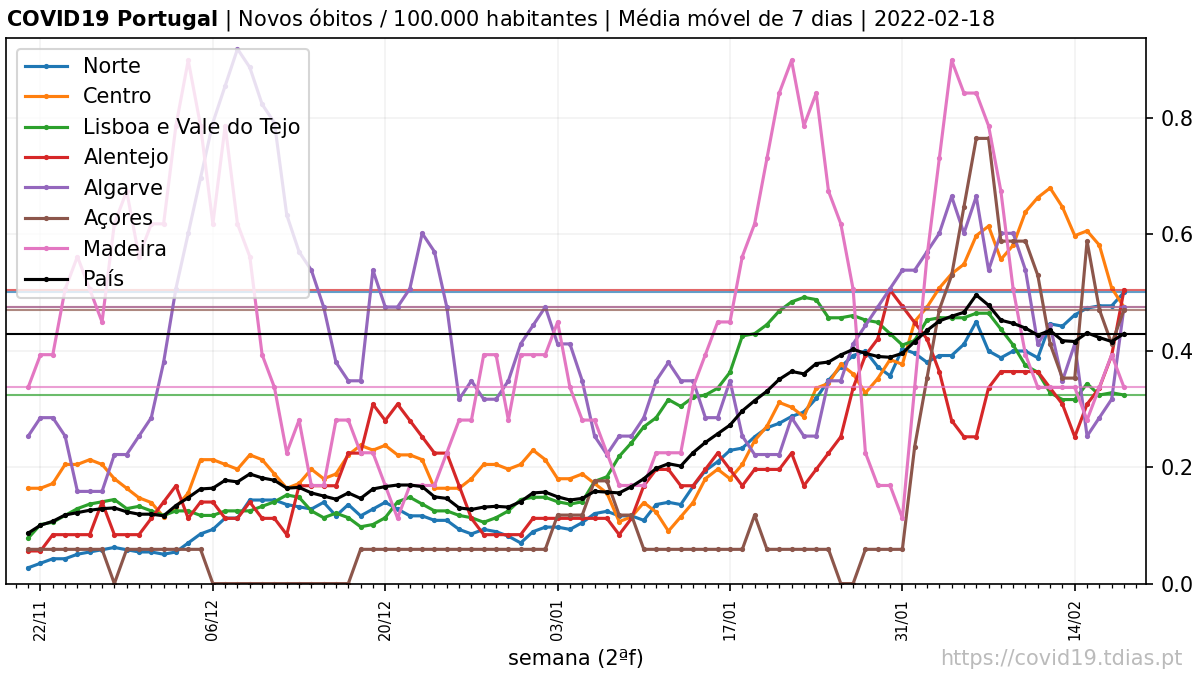 COVID19 Portugal | Novos óbitos / 100.000 habitantes | Média móvel de 7 dias | 2022-02-18
Norte
Centro
Lisboa e Vale do Tejo
Alentejo
Algarve
Açores
Madeira
País
0.8
0.6
0.4
0.2
0.0
22/11
06/12
20/12
03/01
17/01
31/01
14/02
semana (2ªf)
https://covid19.tdias.pt